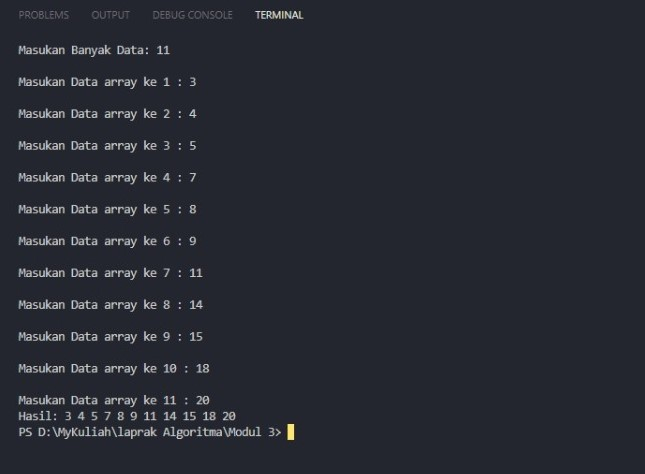 PROBLEMS OUTPUT DEBUG CONSOLE TERMINAL
Masukan Banyak Data: 11
Masukan Data array ke 1 : 3
Masukan Data array ke 2 : 4
Masukan Data array ke 3 : 5
Masukan Data array ke 4 : 7
Masukan Data array ke 5 : 8
Masukan Data array ke 6 : 9
Masukan Data array ke 7 : 11
Masukan Data array ke 8 : 14
Masukan Data array ke 9 : 15
Masukan Data array ke 10 : 18
Masukan Data array ke 11 : 20
Hasil: 3 4 5 7 8 9 11 14 15 18 20
PS D:\MyKuliah\laprak Algoritma\Modul 3>